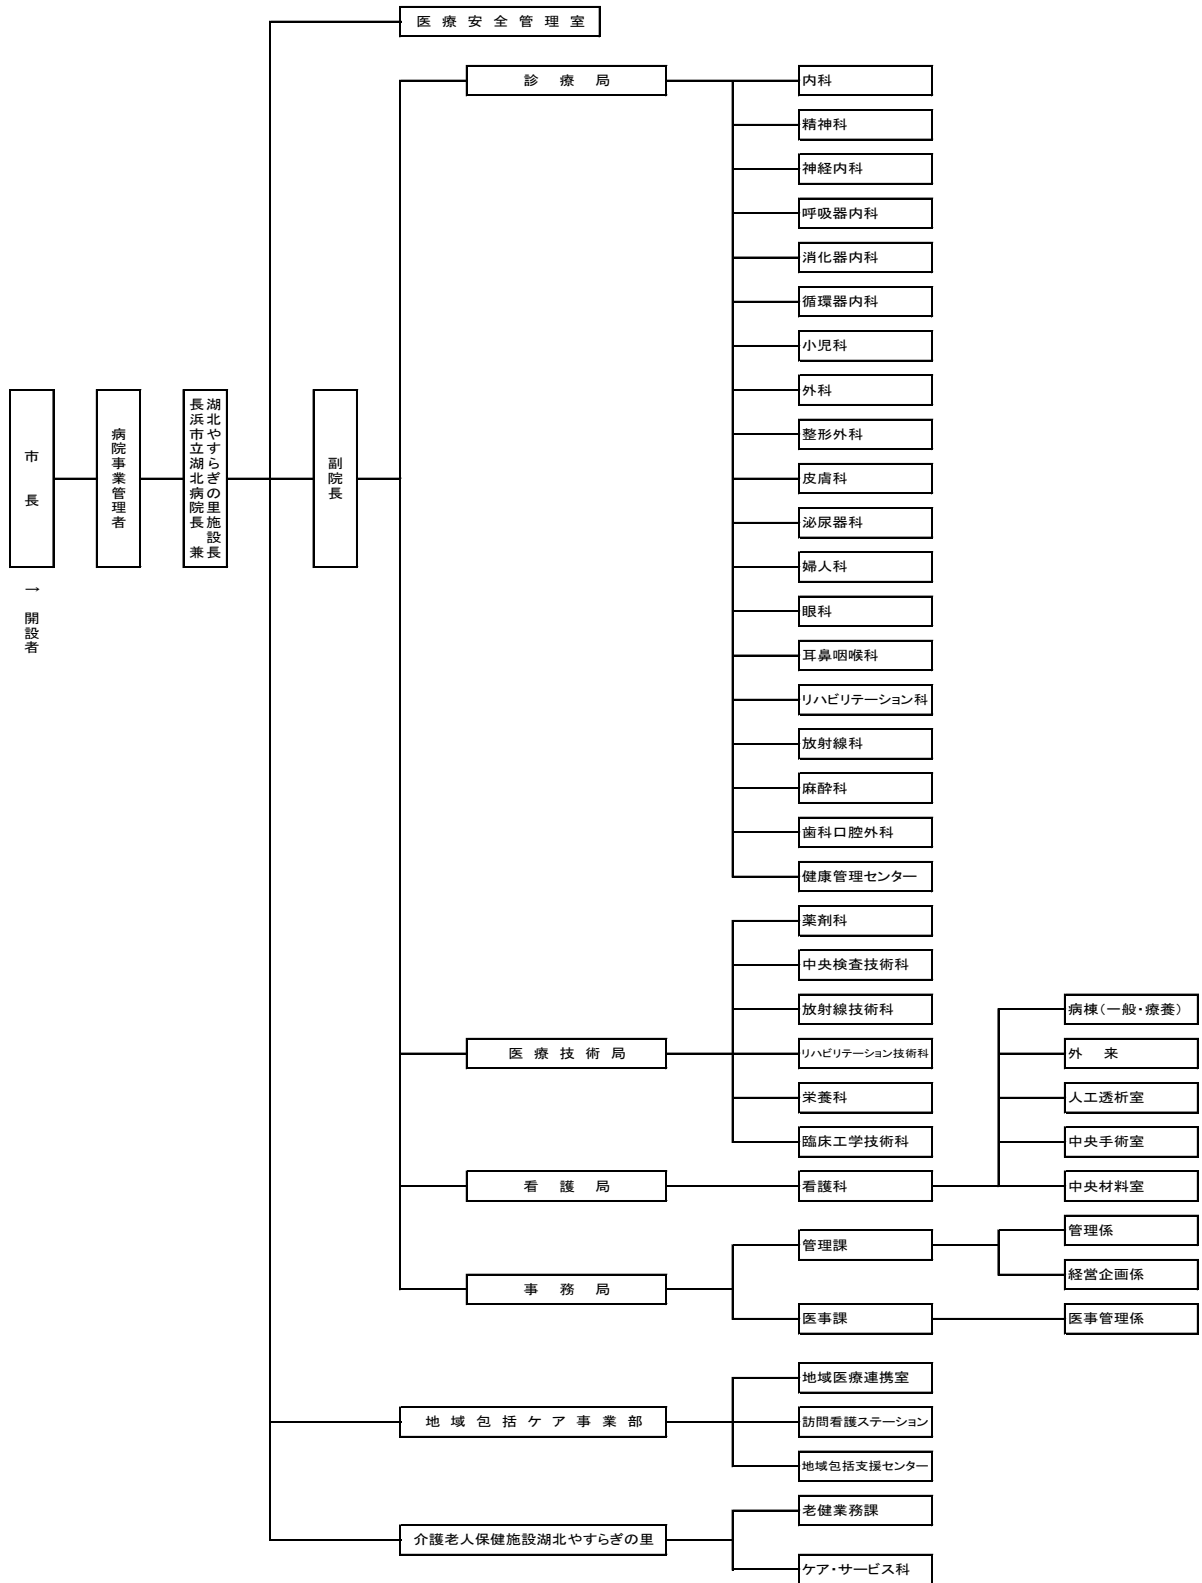 医療安全管理室
診療局
内科
精神科
神経内科
呼吸器内科
消化器内科
循環器内科
小児科
外科
整形外科
皮膚科
泌尿器科
婦人科
眼科
耳鼻咽喉科
リハビリテーション科
放射線科
麻酔科
歯科口腔外科
健康管理センター
市長
→開設者
病院事業管理者
湖北やすらぎの里施設長
長浜市立湖北病院長 兼
副院長
医療技術局
薬剤科
中央検査技術科
放射線技術科
リハビリテーション技術科
栄養科
臨床工学技術科
看護局
看護科
病棟(一般・療養)
外 来
人工透析室
中央手術室
中央材料室
事務局
管理課
管理係
経営企画係
医事課
医事管理係
地域包括ケア事業部
地域医療連携室
訪問看護ステーション
地域包括支援センター
介護老人保健施設湖北やすらぎの里
老健業務課
ケア・サービス科